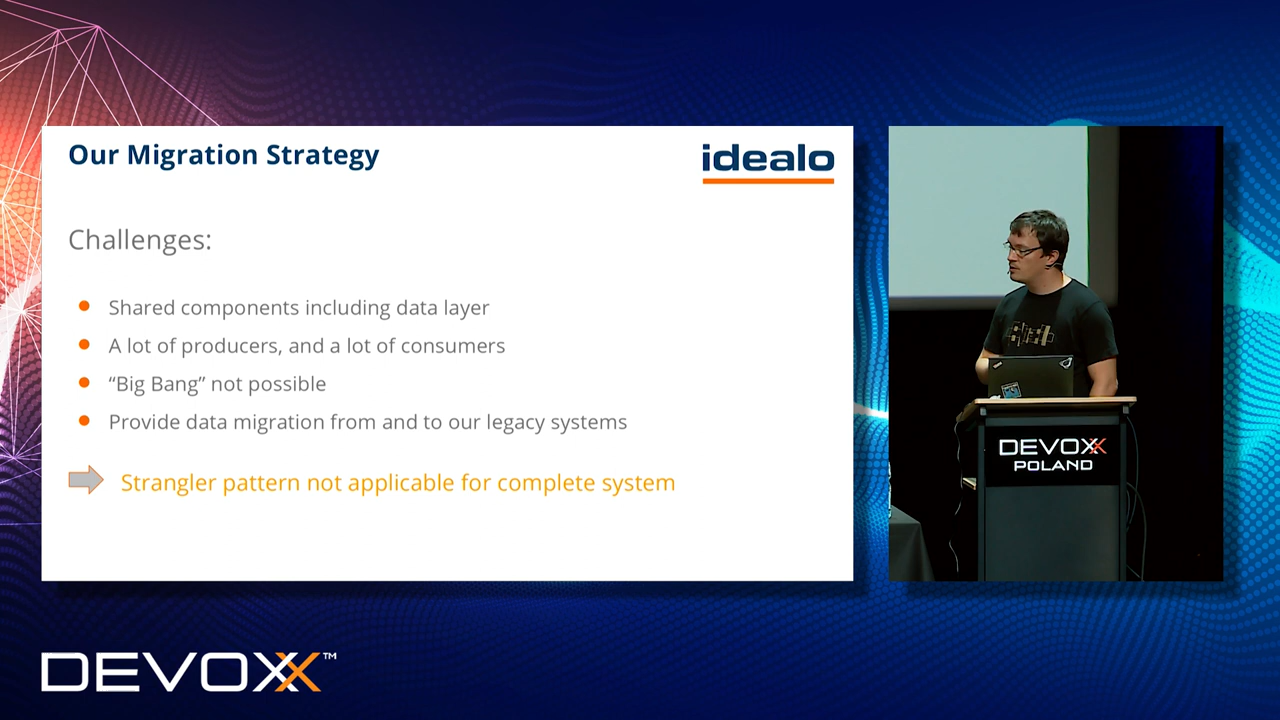 Our Migration Strategy
idealo
Challenges:
Shared components including data layer
A lot of producers, and a lot of consumers
“Big Bang” not possible
Provide data migration from and to our legacy systems
Strangler pattern not applicable for complete system
DEVOXX
POLAND
DEVOXX™